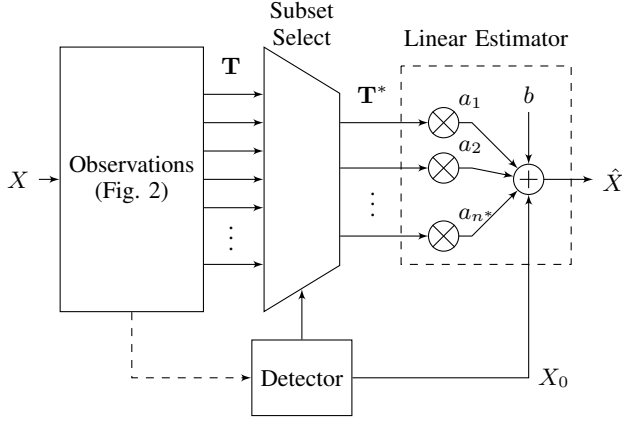 Subset
Select
Linear Estimator
T
T*
a₁
b
a₂
X
Observations
(Fig. 2)
X̂
⋮
⋮
aₙ*
Detector
X₀